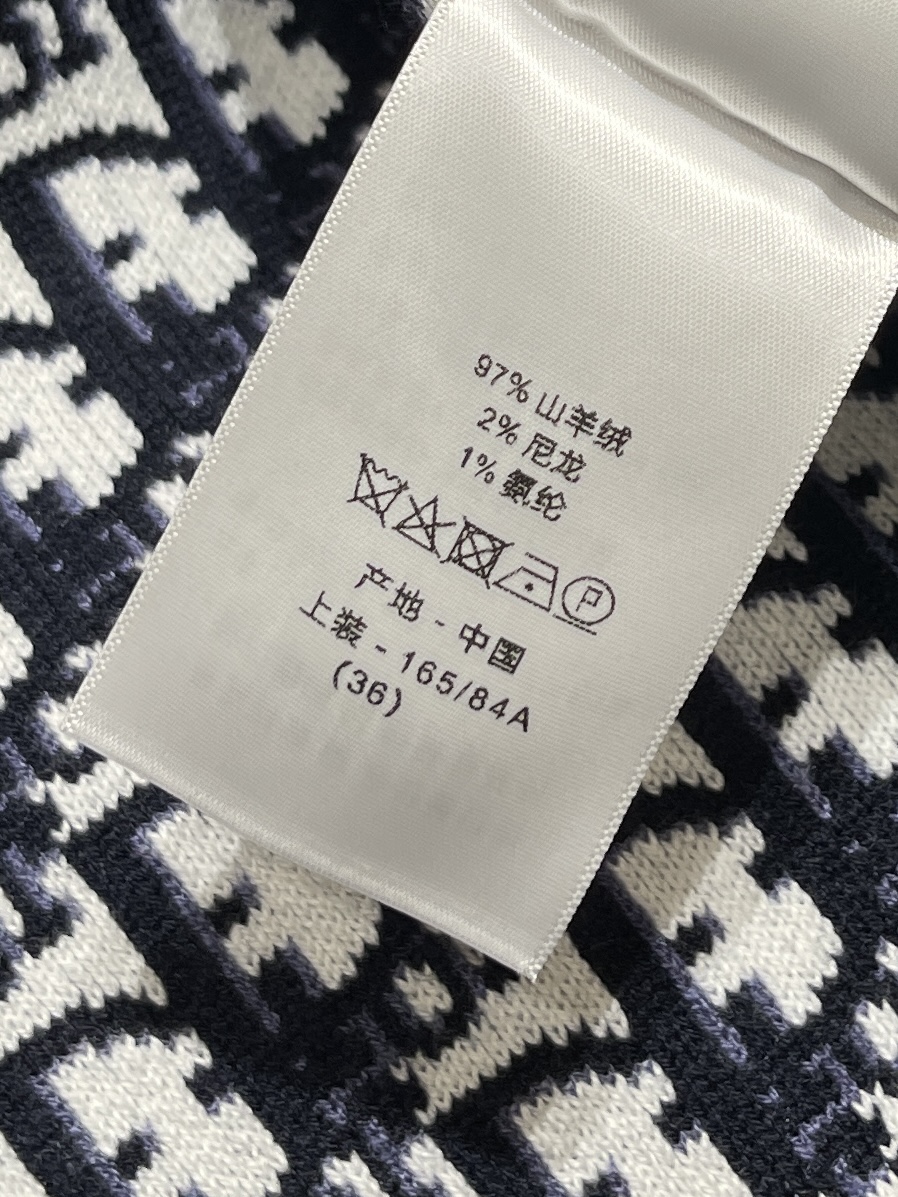 97% 山羊绒
2% 尼龙
1% 氨纶
P
产地 - 中国
上装 - 165/84A
(36)